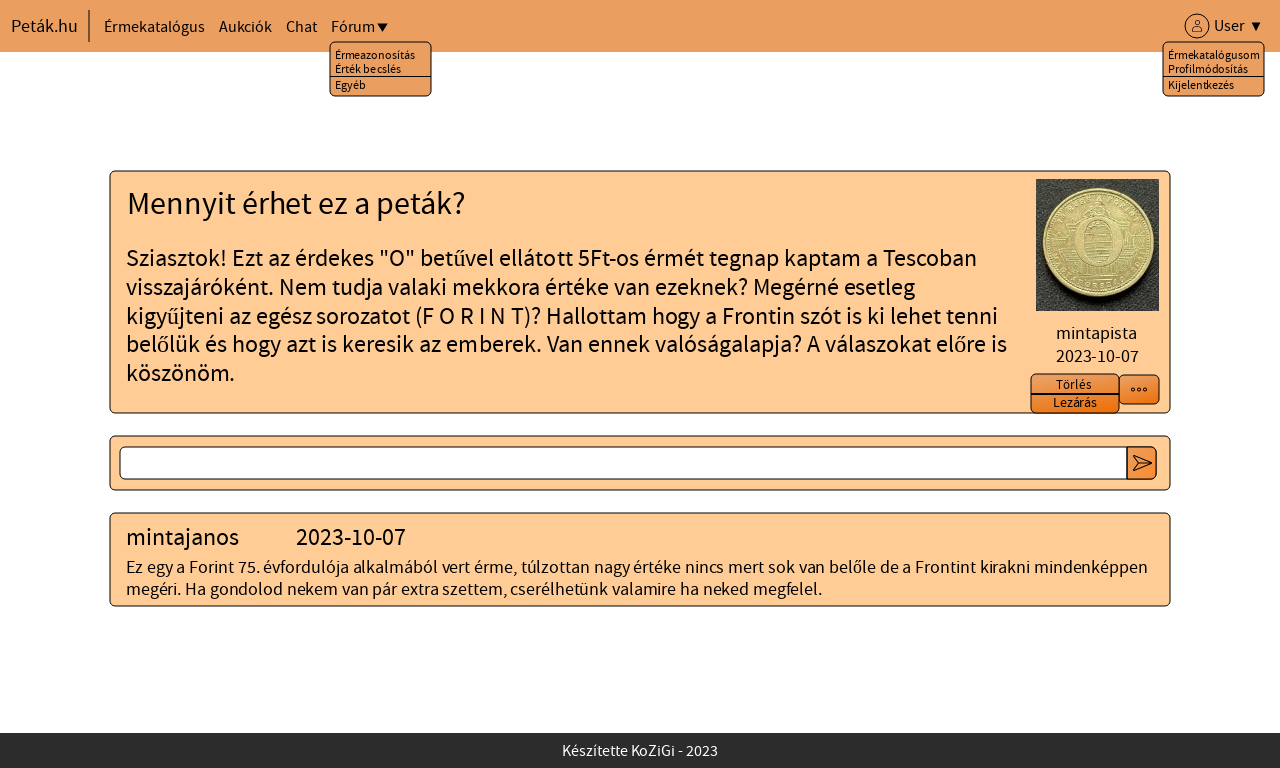 Peták.hu
Érmekatalógus Aukciók Chat Fórum
User
Érmeazonosítás
Érték becslés
Egyéb
Érmekatalógusom
Profilmódosítás
Kijelentkezés
Mennyit érhet ez a peták?
Sziasztok! Ezt az érdekes "O" betűvel ellátott 5Ft-os érmét tegnap kaptam a Tescoban
visszajáróként. Nem tudja valaki mekkora értéke van ezeknek? Megérné esetleg
kigyűjteni az egész sorozatot (F O R I N T)? Hallottam hogy a Frontin szót is ki lehet tenni
belőlük és hogy azt is keresik az emberek. Van ennek valóságalapja? A válaszokat előre is
köszönöm.
mintapista
2023-10-07
Törlés
Lezárás
mintajanos 2023-10-07
Ez egy a Forint 75. évfordulója alkalmából vert érme, túlzottan nagy értéke nincs mert sok van belőle de a Frontint kirakni mindenképpen
megéri. Ha gondolod nekem van pár extra szettem, cserélhetünk valamire ha neked megfelel.
Készítette KoZiGi - 2023